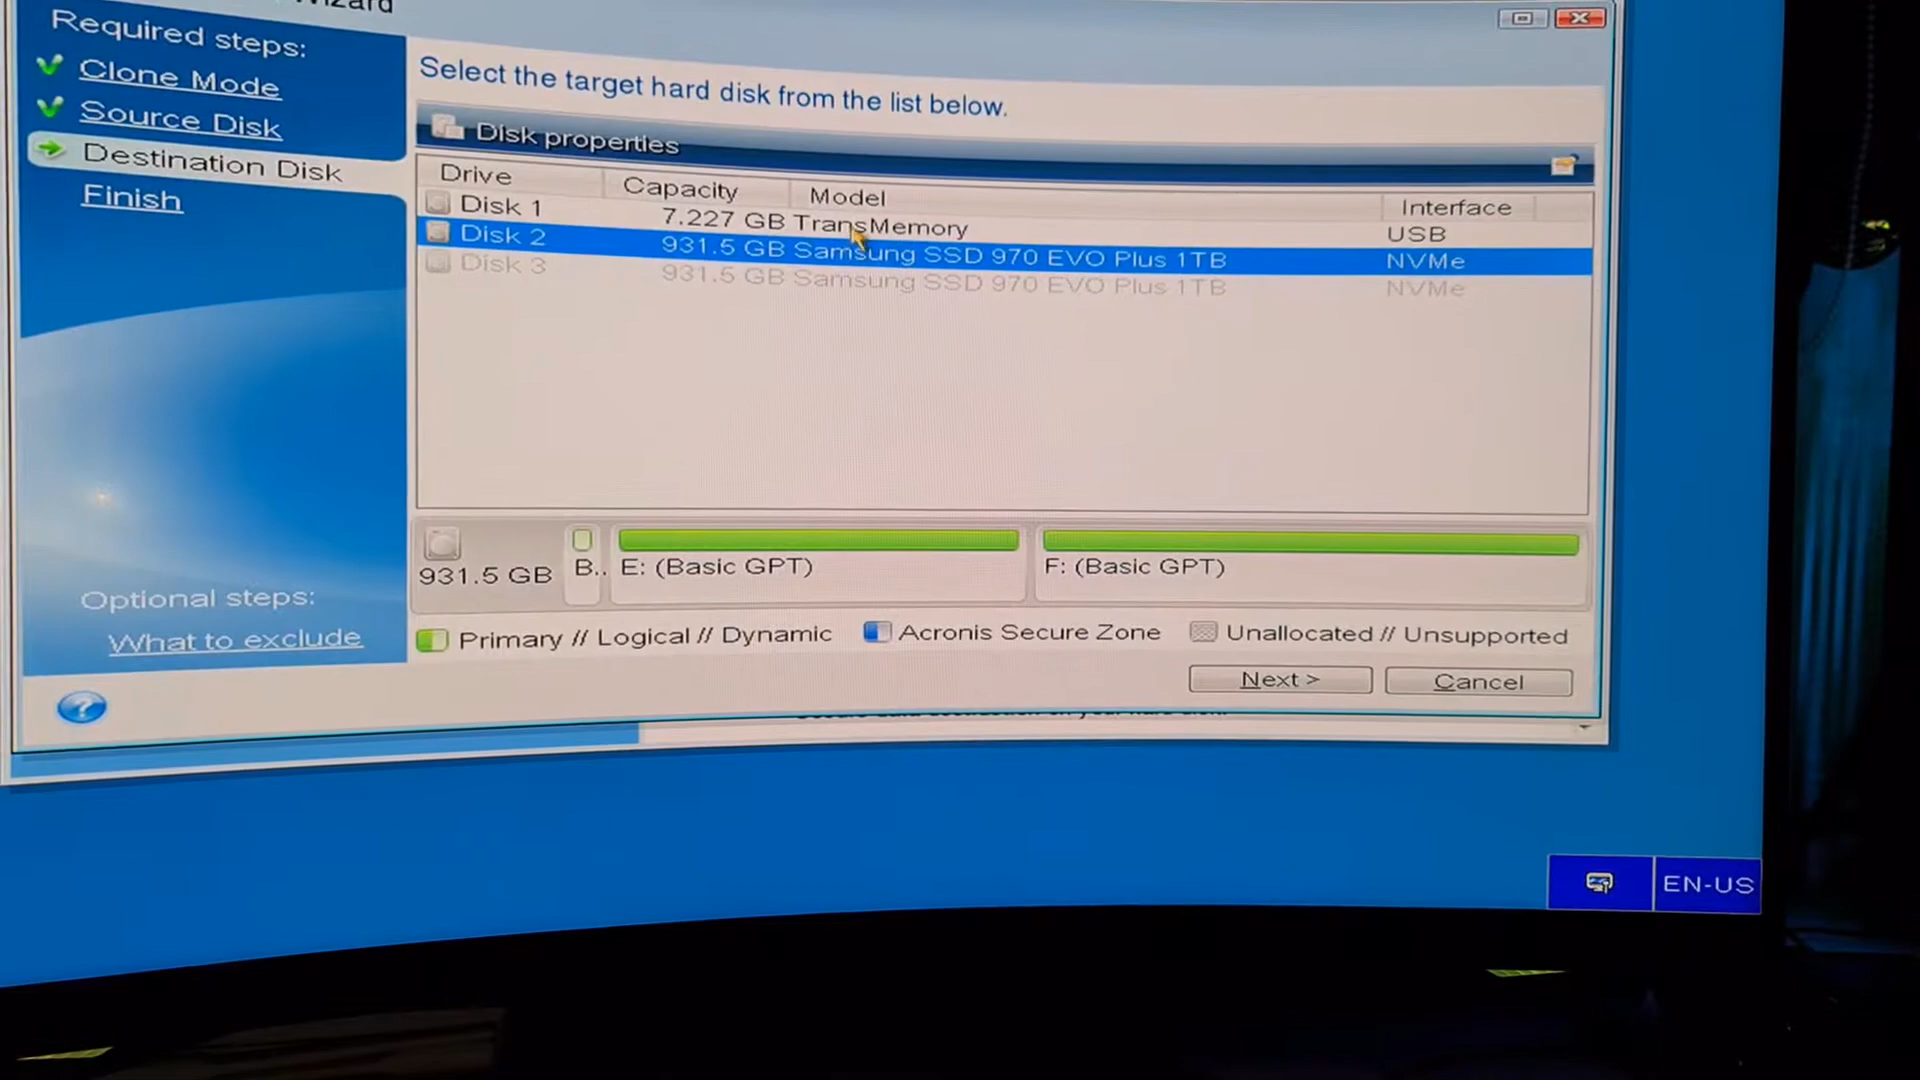 Required steps:
Clone Mode
Source Disk
Destination Disk
Finish
Select the target hard disk from the list below.
Disk properties
Drive Capacity Model Interface
Disk 1 7.227 GB TransMemory USB
Disk 2 931.5 GB Samsung SSD 970 EVO Plus 1TB NVMe
Disk 3 931.5 GB Samsung SSD 970 EVO Plus 1TB NVMe
931.5 GB B.. E: (Basic GPT) F: (Basic GPT)
Optional steps:
What to exclude
Primary // Logical // Dynamic Acronis Secure Zone Unallocated // Unsupported
Next > Cancel
?
EN-US